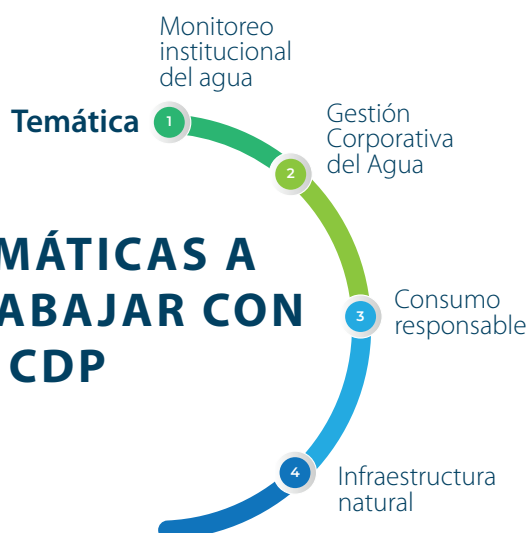 Monitoreo
institucional
del agua
Temática
1
Gestión
Corporativa
del Agua
2
MÁTICAS A
ABAJAR CON
CDP
3
Consumo
responsable
4
Infraestructura
natural